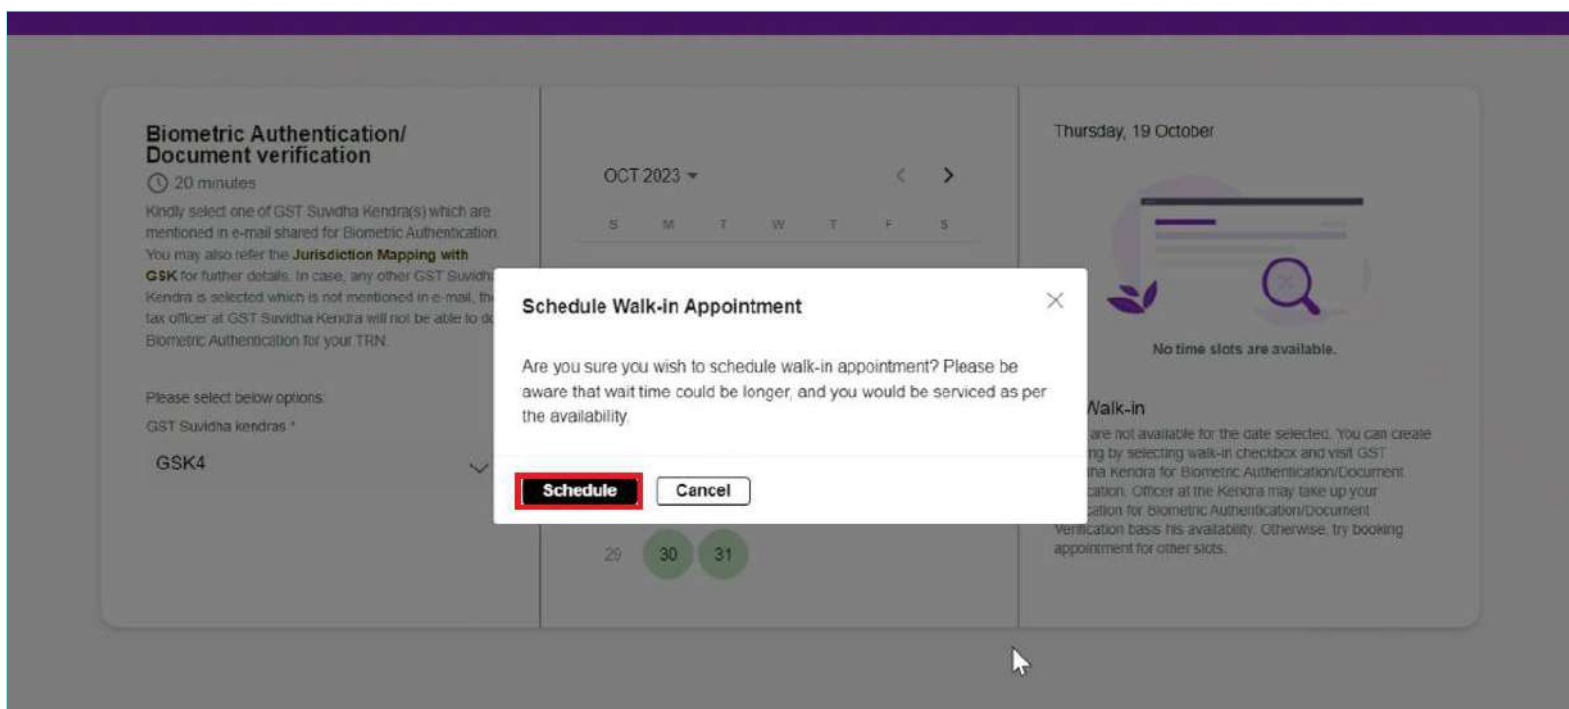 Biometric Authentication/
Document verification
20 minutes
Kindly select one of GST Suvidha Kendra(s) which are
mentioned in e-mail shared for Biometric Authentication.
You may also refer the Jurisdiction Mapping with
GSK for further details. In case, any other GST Suvidh
Kendra is selected which is not mentioned in e-mail, th
tax officer at GST Suvidha Kendra will not be able to do
Biometric Authentication for your TRN.
Please select below options:
GST Suvidha kendras *
GSK4
OCT 2023
S M T W T F S
29 30 31
Schedule Walk-in Appointment
Are you sure you wish to schedule walk-in appointment? Please be
aware that wait time could be longer, and you would be serviced as per
the availability.
Schedule Cancel
Thursday, 19 October
No time slots are available.
Walk-in
are not available for the date selected. You can create
ng by selecting walk-in checkbox and visit GST
ha Kendra for Biometric Authentication/Document
cation. Officer at the Kendra may take up your
cation for Biometric Authentication/Document
Verification basis his availability. Otherwise, try booking
appointment for other slots.